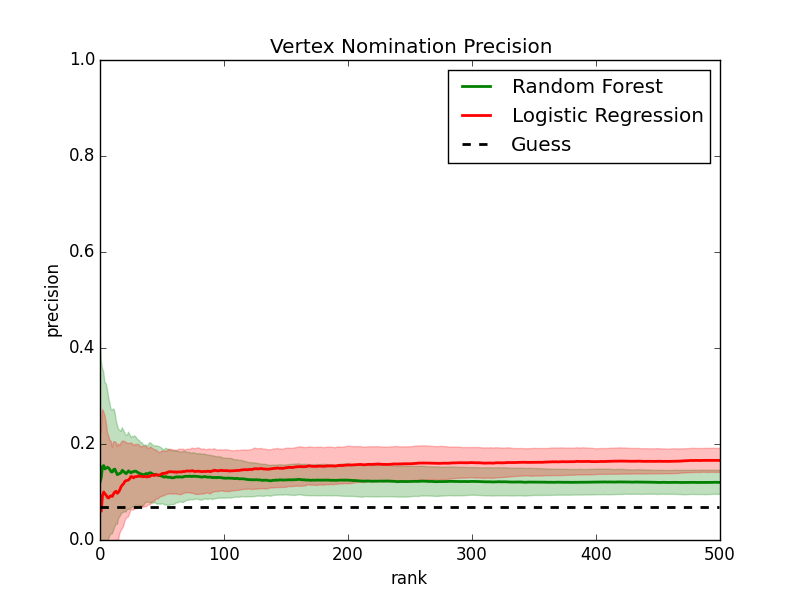 Vertex Nomination Precision
1.0
0.8
0.6
0.4
0.2
0.0
precision
Random Forest
Logistic Regression
Guess
0 100 200 300 400 500
rank